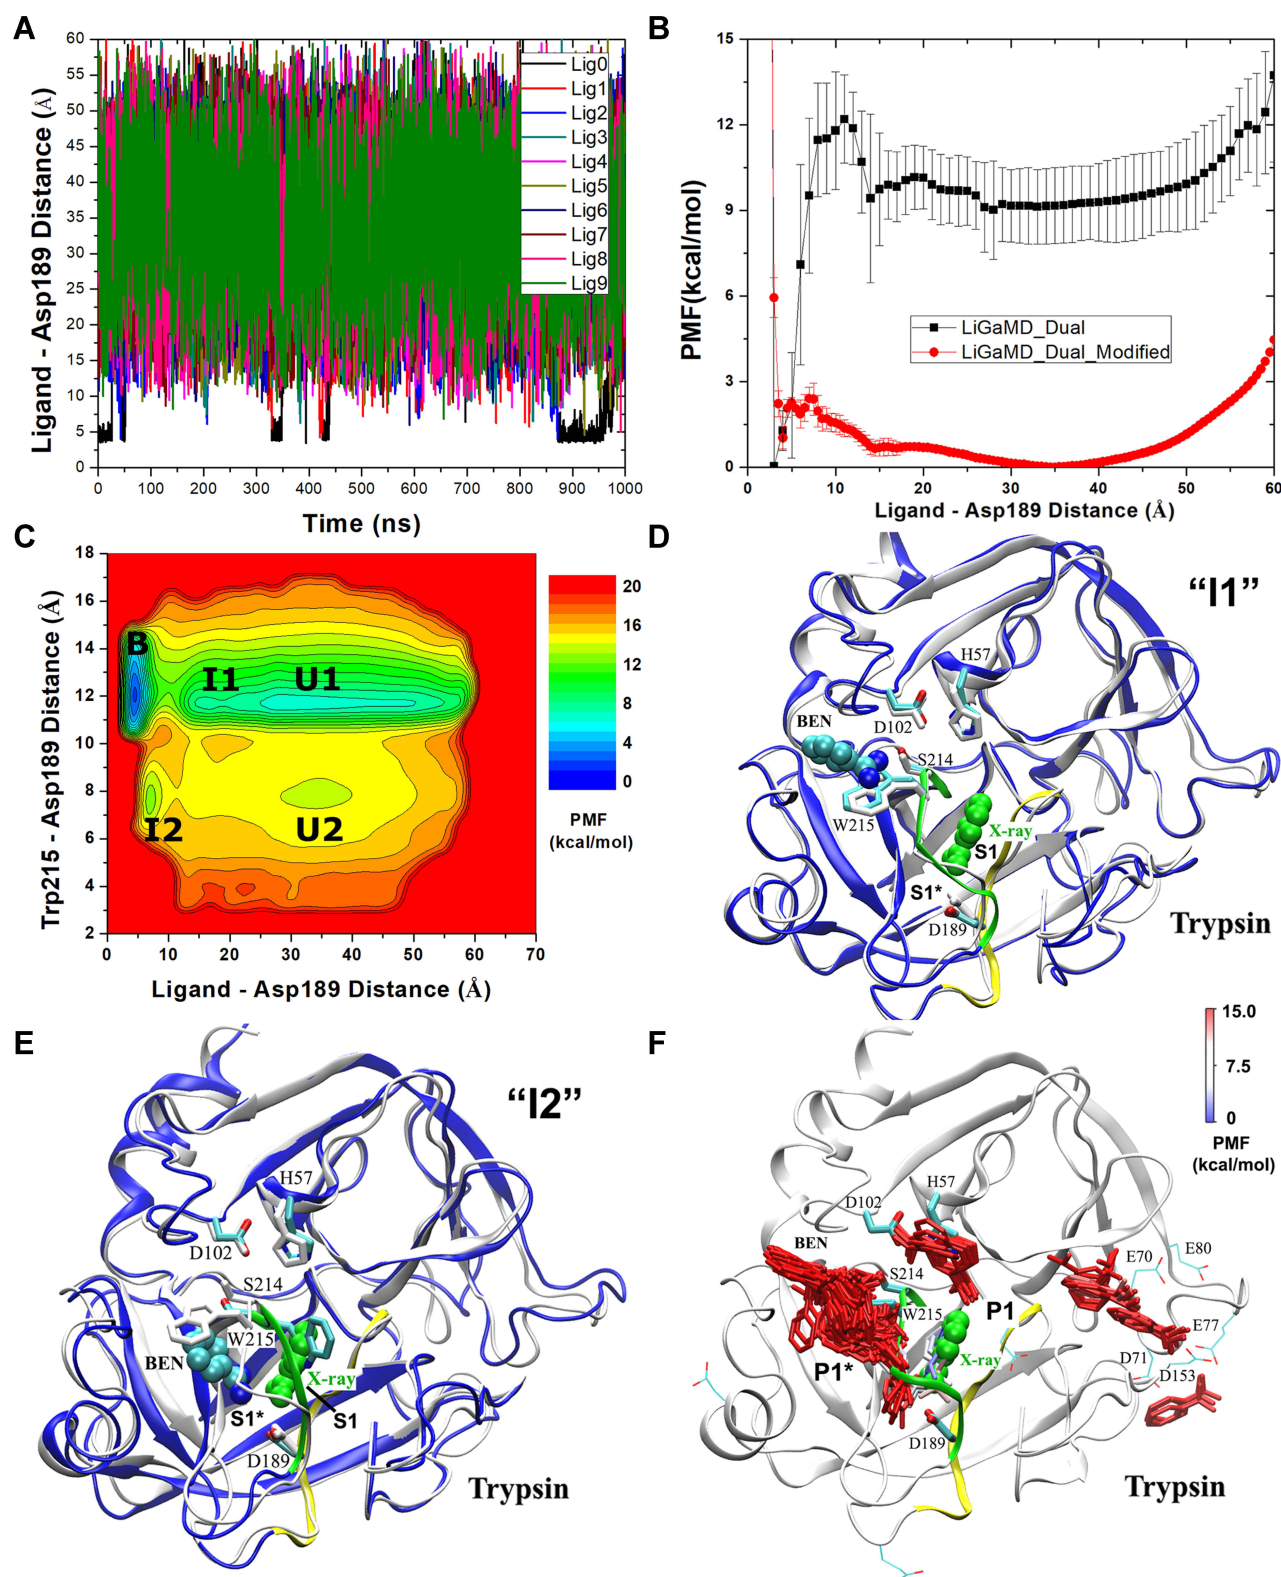 A
60
55
50
45
40
35
30
25
20
15
10
5
0
Ligand - Asp189 Distance (Å)
0 100 200 300 400 500 600 700 800 900 1000
Time (ns)
Lig0
Lig1
Lig2
Lig3
Lig4
Lig5
Lig6
Lig7
Lig8
Lig9
B
15
12
9
6
3
0
PMF(kcal/mol)
LiGaMD_Dual
LiGaMD_Dual_Modified
0 10 20 30 40 50 60
Ligand - Asp189 Distance (Å)
C
18
16
14
12
10
8
6
4
2
Trp215 - Asp189 Distance (Å)
B
I1 U1
I2 U2
0 10 20 30 40 50 60 70
Ligand - Asp189 Distance (Å)
20
16
12
8
4
0
PMF
(kcal/mol)
D
“I1”
H57
D102
BEN
S214
W215
X-ray
S1
S1*
D189
Trypsin
E
“I2”
H57
D102
S214
W215
BEN
X-ray
S1*
S1
D189
Trypsin
F
15.0
7.5
0
PMF
(kcal/mol)
H57
D102
BEN
E70 E80
S214
W215
P1
E77
X-ray
D71
D153
P1*
D189
Trypsin